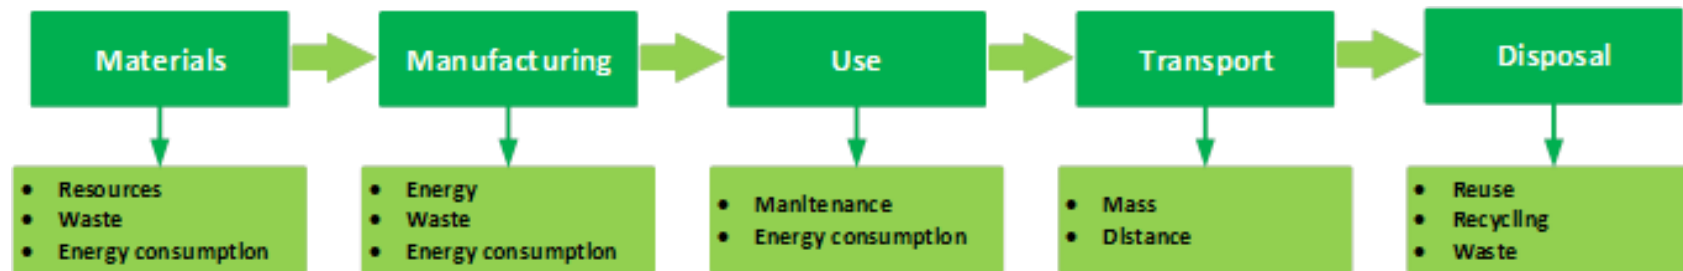 Materials
Manufacturing
Use
Transport
Disposal
• Resources
• Waste
• Energy consumption
• Energy
• Waste
• Energy consumption
• Manitenance
• Energy consumption
• Mass
• Distance
• Reuse
• Recycling
• Waste